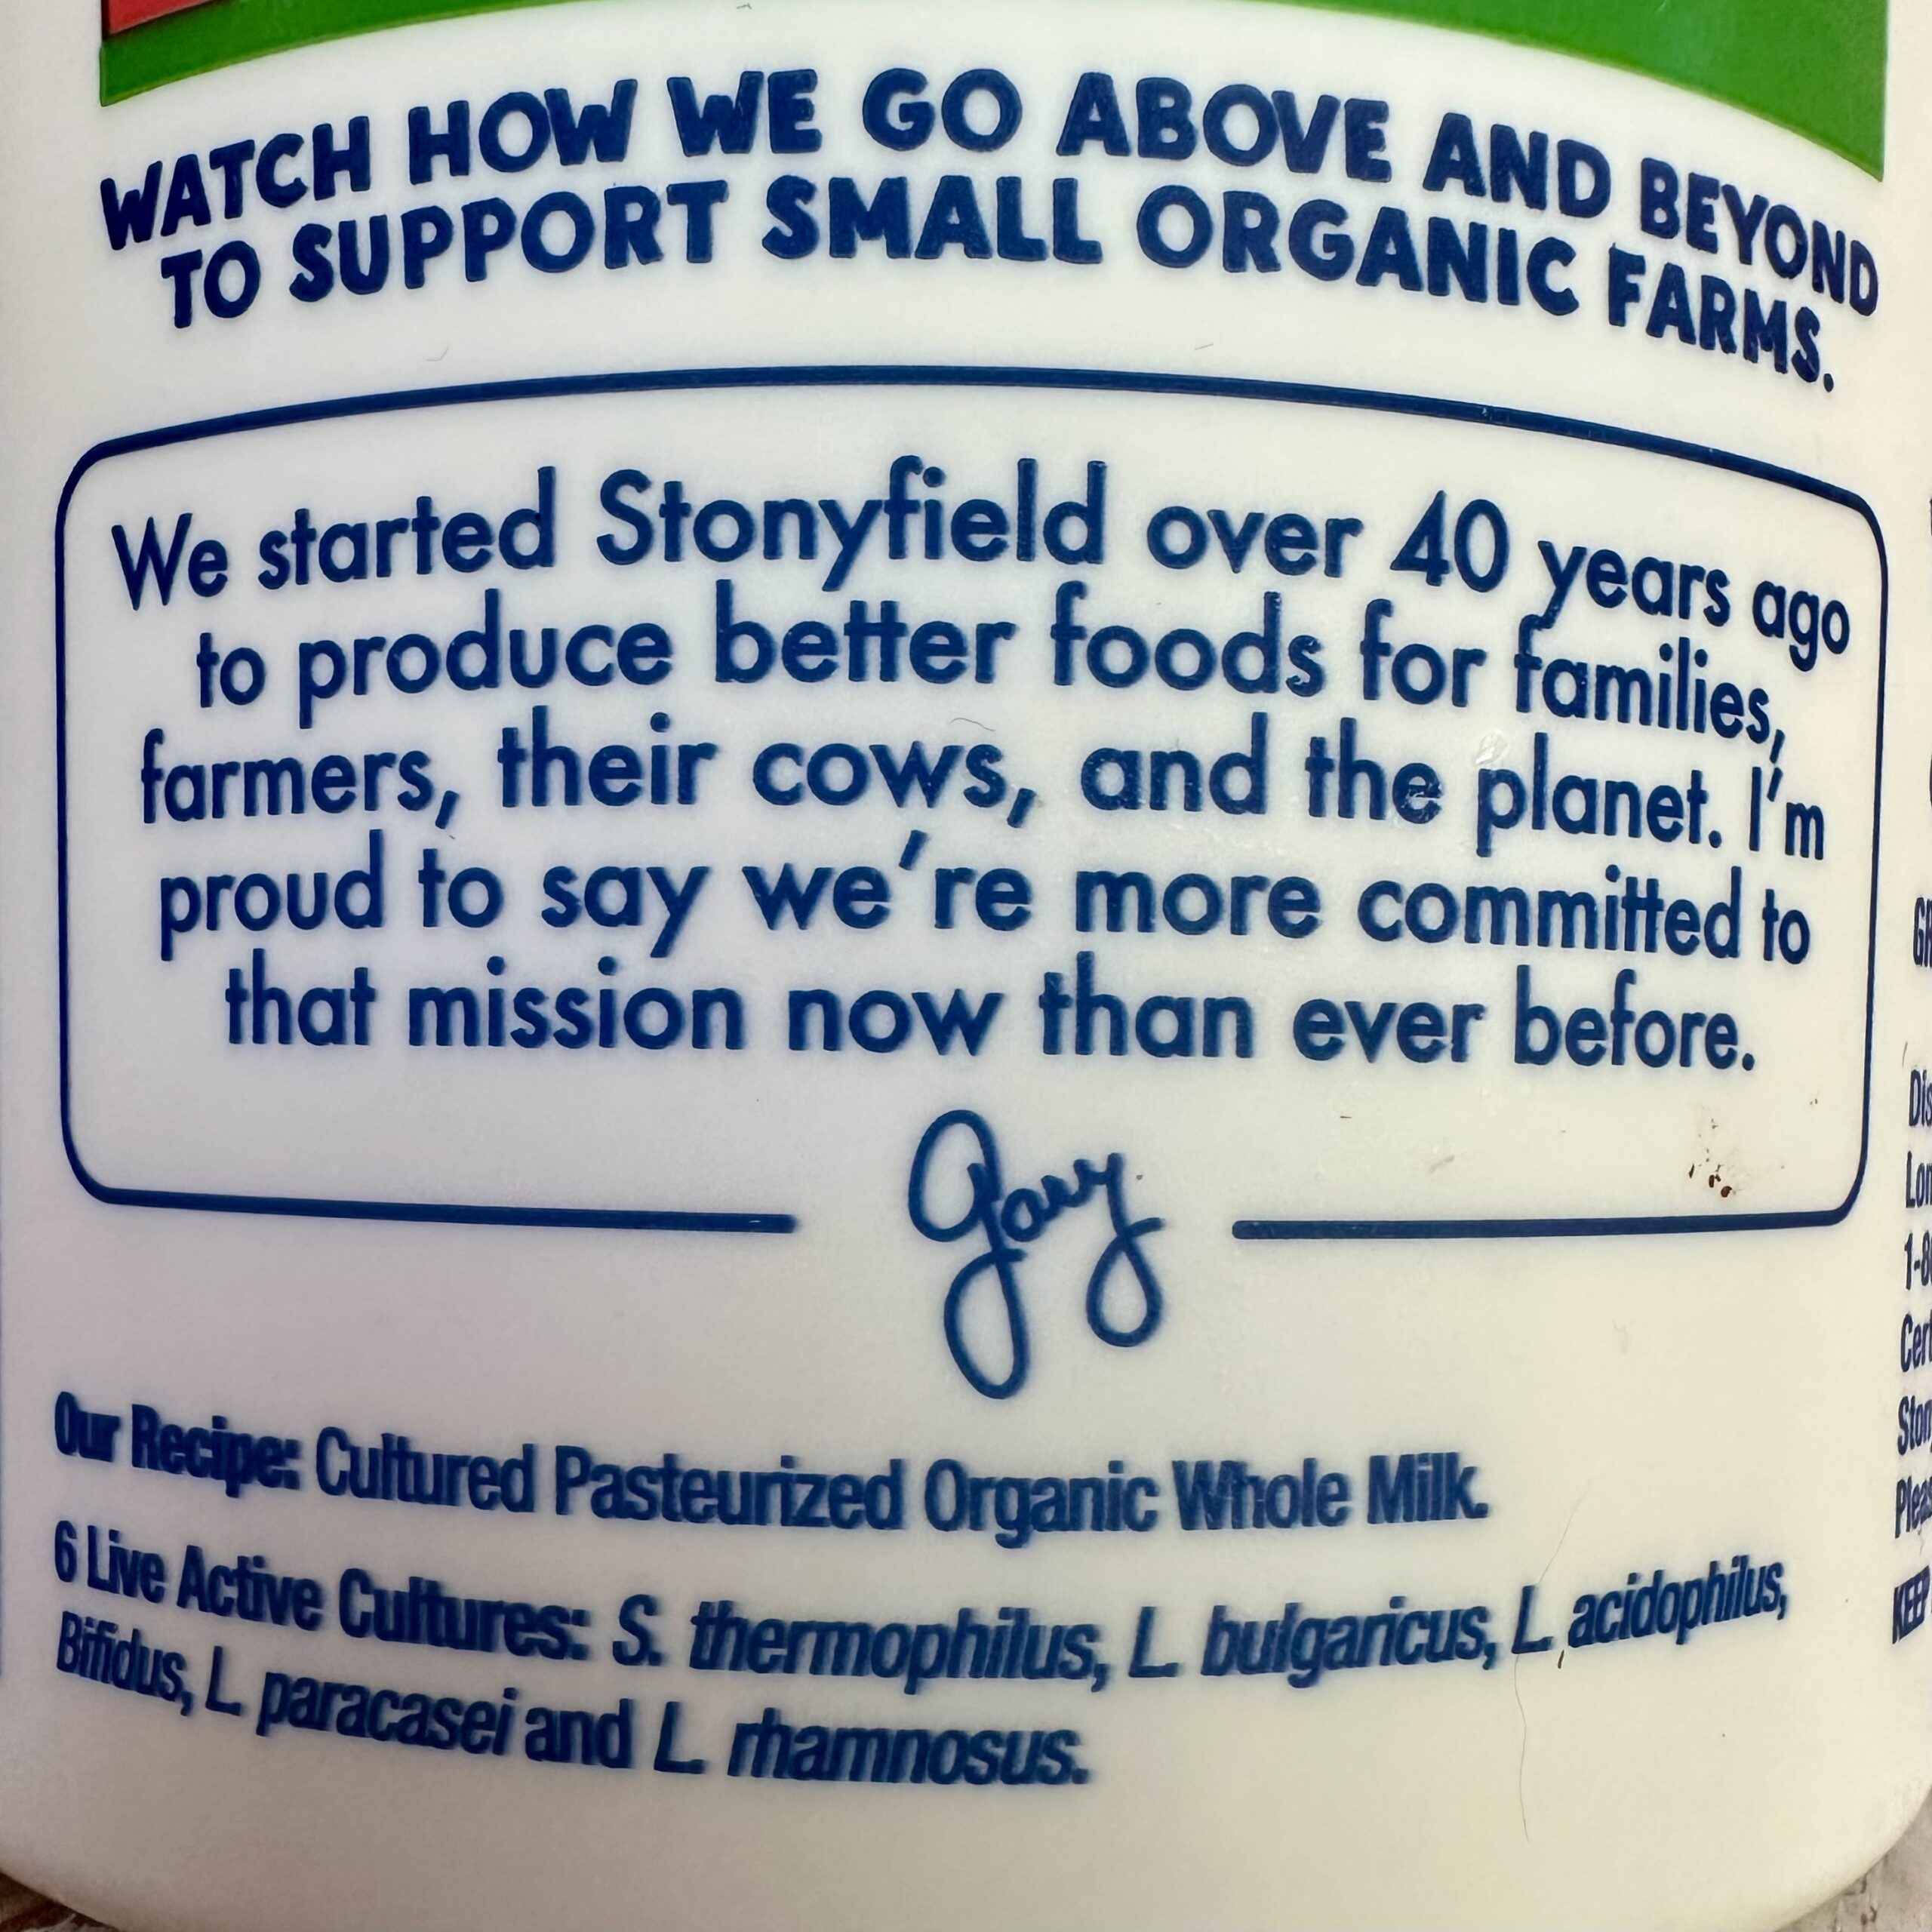 WATCH HOW WE GO ABOVE AND BEYOND
TO SUPPORT SMALL ORGANIC FARMS.
We started Stonyfield over 40 years ago
to produce better foods for families,
farmers, their cows, and the planet. I'm
proud to say we're more committed to
that mission now than ever before.
Gary
Our Recipe: Cultured Pasteurized Organic Whole Milk.
6 Live Active Cultures: S. thermophilus, L. bulgaricus, L. acidophilus,
Bifidus, L. paracasei and L. rhamnosus.
KEEP